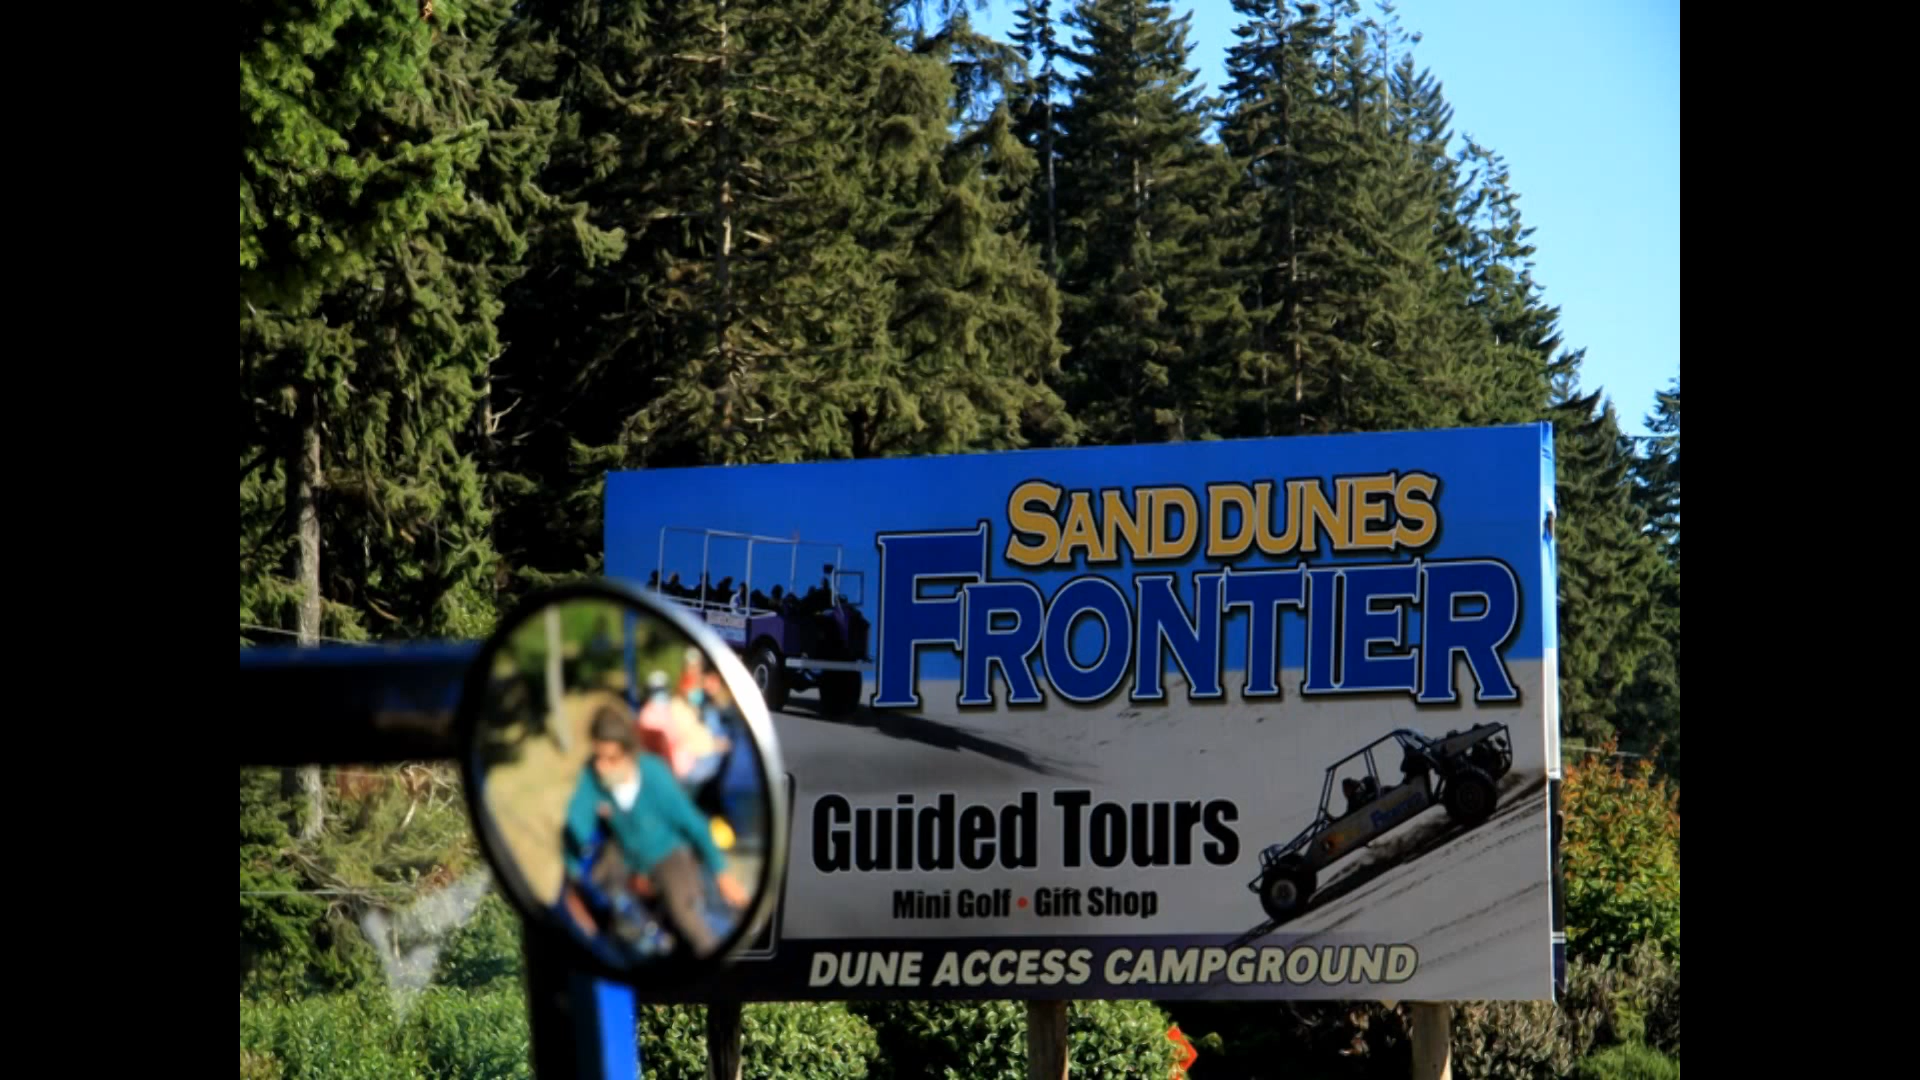 SAND DUNES
FRONTIER
Guided Tours
Mini Golf • Gift Shop
DUNE ACCESS CAMPGROUND